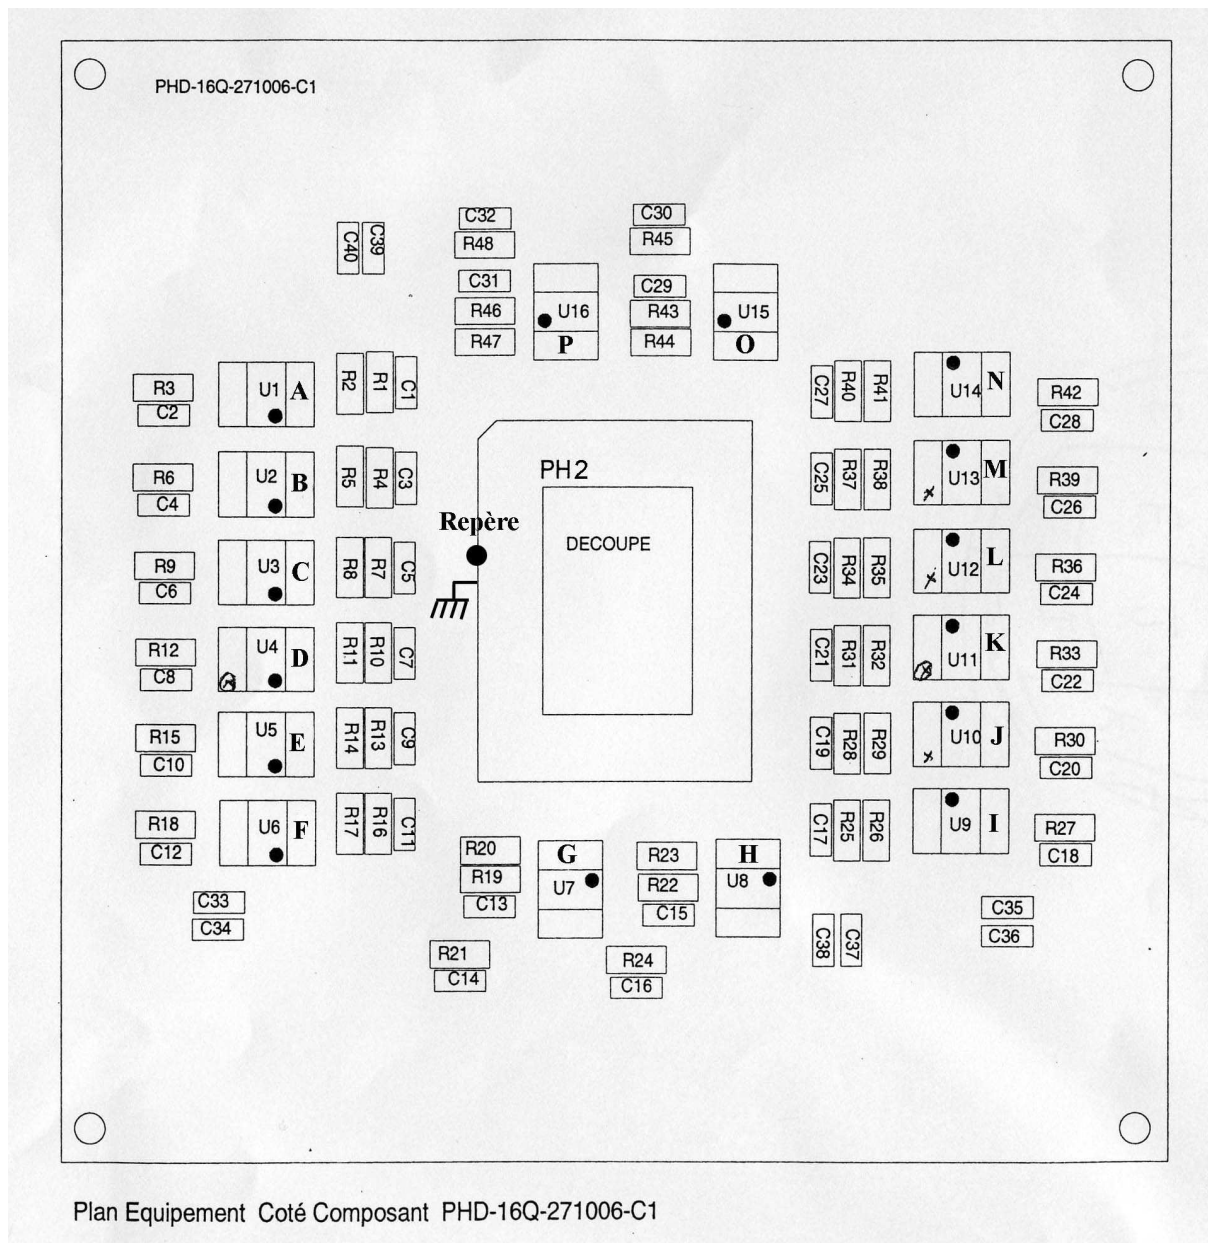 PHD-16Q-271006-C1
C32
R48
C31
R46
R47
C30
R45
C29
R43
R44
C40
C39
U16
P
U15
O
R3
C2
U1 A
R2
R1
C1
R6
C4
U2 B
R5
R4
C3
R9
C6
U3 C
R8
R7
C5
R12
C8
U4 D
R11
R10
C7
R15
C10
U5 E
R14
R13
C9
R18
C12
U6 F
R17
R16
C11
C33
C34
PH2
Repère
DECOUPE
C27
R40
R41
U14 N
R42
C28
C25
R37
R38
U13 M
R39
C26
C23
R34
R35
U12 L
R36
C24
C21
R31
R32
U11 K
R33
C22
C19
R28
R29
U10 J
R30
C20
C17
R25
R26
U9 I
R27
C18
R20
R19
C13
G
U7
R23
R22
C15
H
U8
R21
C14
R24
C16
C38
C37
C35
C36
Plan Equipement Coté Composant PHD-16Q-271006-C1